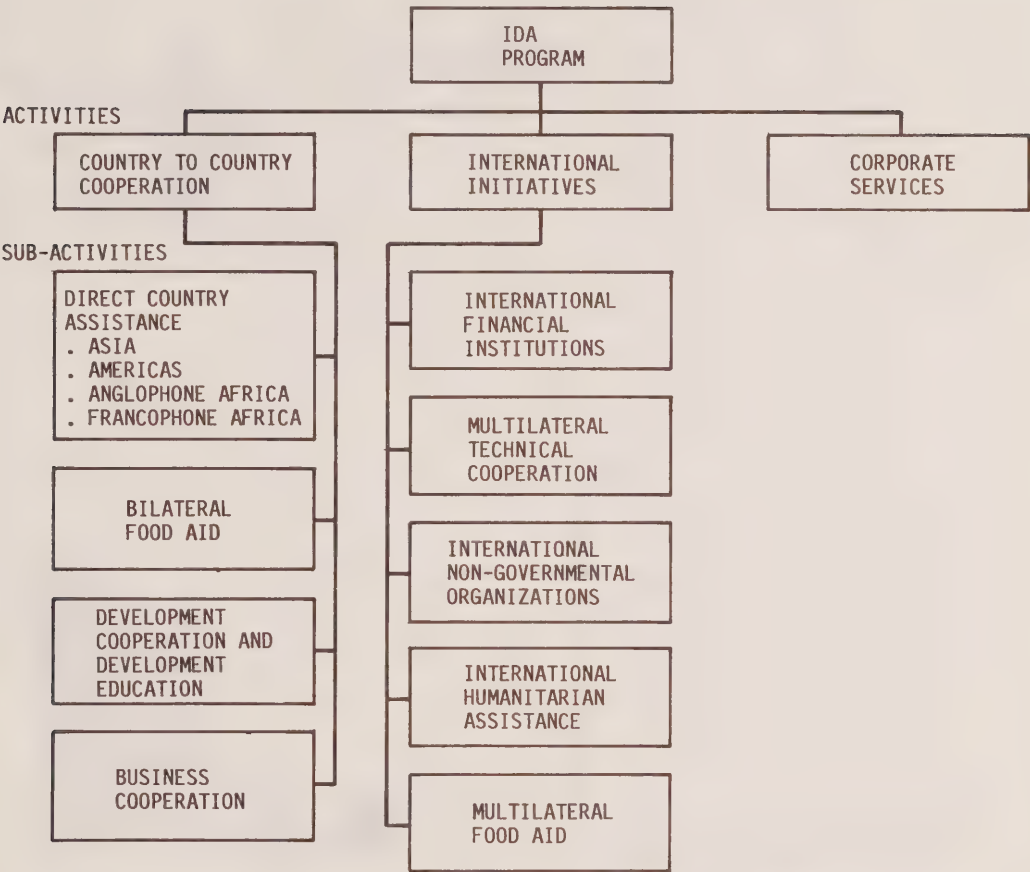 IDA
PROGRAM
ACTIVITIES
COUNTRY TO COUNTRY
COOPERATION
INTERNATIONAL
INITIATIVES
CORPORATE
SERVICES
SUB-ACTIVITIES
DIRECT COUNTRY
ASSISTANCE
. ASIA
. AMERICAS
. ANGLOPHONE AFRICA
. FRANCOPHONE AFRICA
BILATERAL
FOOD AID
DEVELOPMENT
COOPERATION AND
DEVELOPMENT
EDUCATION
BUSINESS
COOPERATION
INTERNATIONAL
FINANCIAL
INSTITUTIONS
MULTILATERAL
TECHNICAL
COOPERATION
INTERNATIONAL
NON-GOVERNMENTAL
ORGANIZATIONS
INTERNATIONAL
HUMANITARIAN
ASSISTANCE
MULTILATERAL
FOOD AID